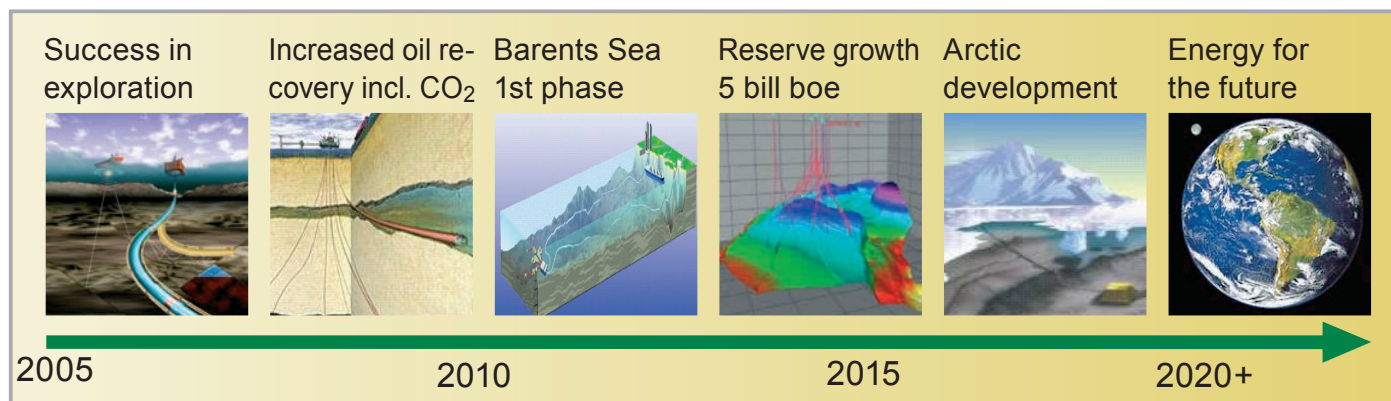 Success in
exploration
Increased oil re-
covery incl. CO₂
Barents Sea
1st phase
Reserve growth
5 bill boe
Arctic
development
Energy for
the future
2005
2010
2015
2020+